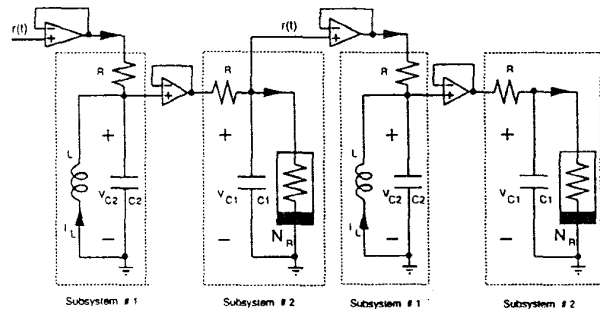 r(t)
r(t)
R
R
R
R
L
+
V C2
C2
−
I L
+
V C1
C1
−
N R
L
+
V C2
C2
−
I L
+
V C1
C1
−
N R
Subsystem # 1
Subsystem # 2
Subsystem # 1
Subsystem # 2